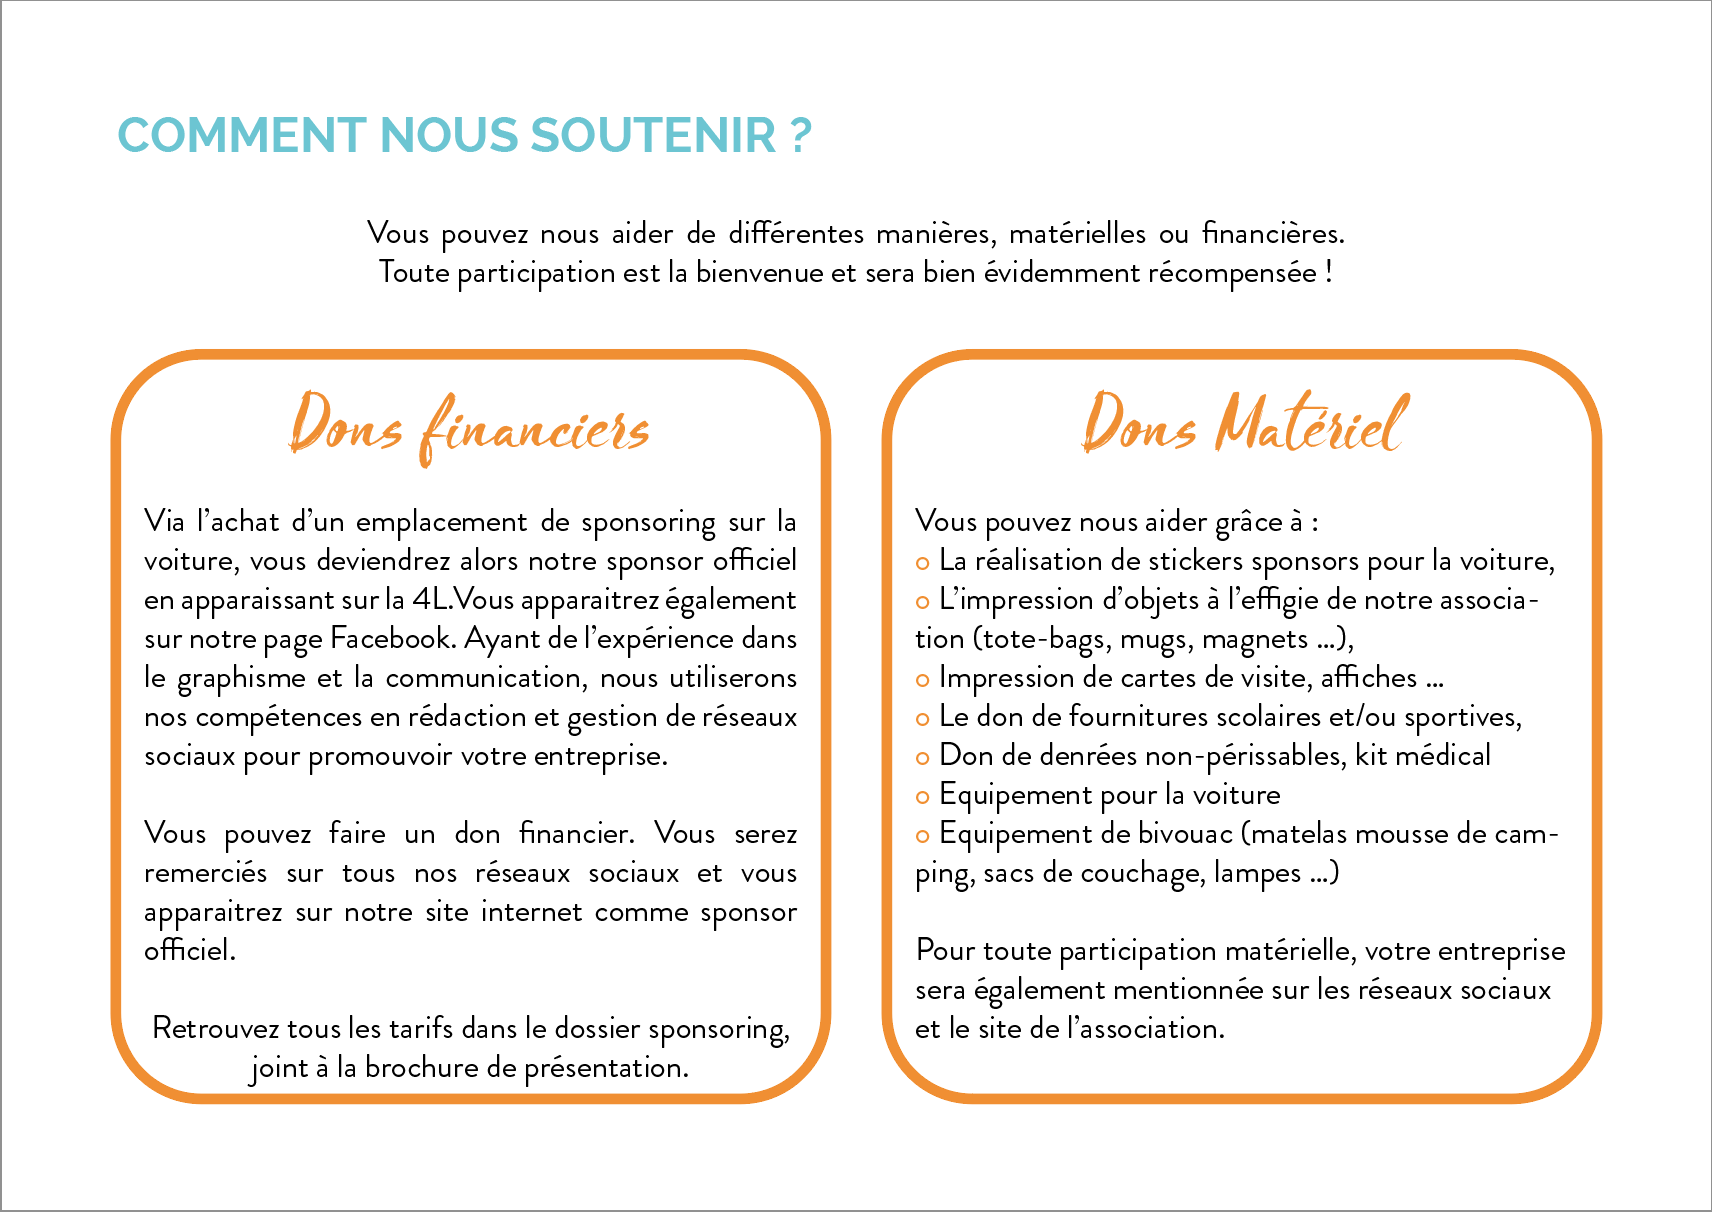 COMMENT NOUS SOUTENIR ?
Vous pouvez nous aider de différentes manières, matérielles ou financières.
Toute participation est la bienvenue et sera bien évidemment récompensée !
Dons financiers
Via l’achat d’un emplacement de sponsoring sur la
voiture, vous deviendrez alors notre sponsor officiel
en apparaissant sur la 4L.Vous apparaitrez également
sur notre page Facebook. Ayant de l’expérience dans
le graphisme et la communication, nous utiliserons
nos compétences en rédaction et gestion de réseaux
sociaux pour promouvoir votre entreprise.
Vous pouvez faire un don financier. Vous serez
remerciés sur tous nos réseaux sociaux et vous
apparaitrez sur notre site internet comme sponsor
officiel.
Retrouvez tous les tarifs dans le dossier sponsoring,
joint à la brochure de présentation.
Dons Matériel
Vous pouvez nous aider grâce à :
o La réalisation de stickers sponsors pour la voiture,
o L’impression d’objets à l’effigie de notre associa-
tion (tote-bags, mugs, magnets ...),
o Impression de cartes de visite, affiches ...
o Le don de fournitures scolaires et/ou sportives,
o Don de denrées non-périssables, kit médical
o Equipement pour la voiture
o Equipement de bivouac (matelas mousse de cam-
ping, sacs de couchage, lampes ...)
Pour toute participation matérielle, votre entreprise
sera également mentionnée sur les réseaux sociaux
et le site de l’association.